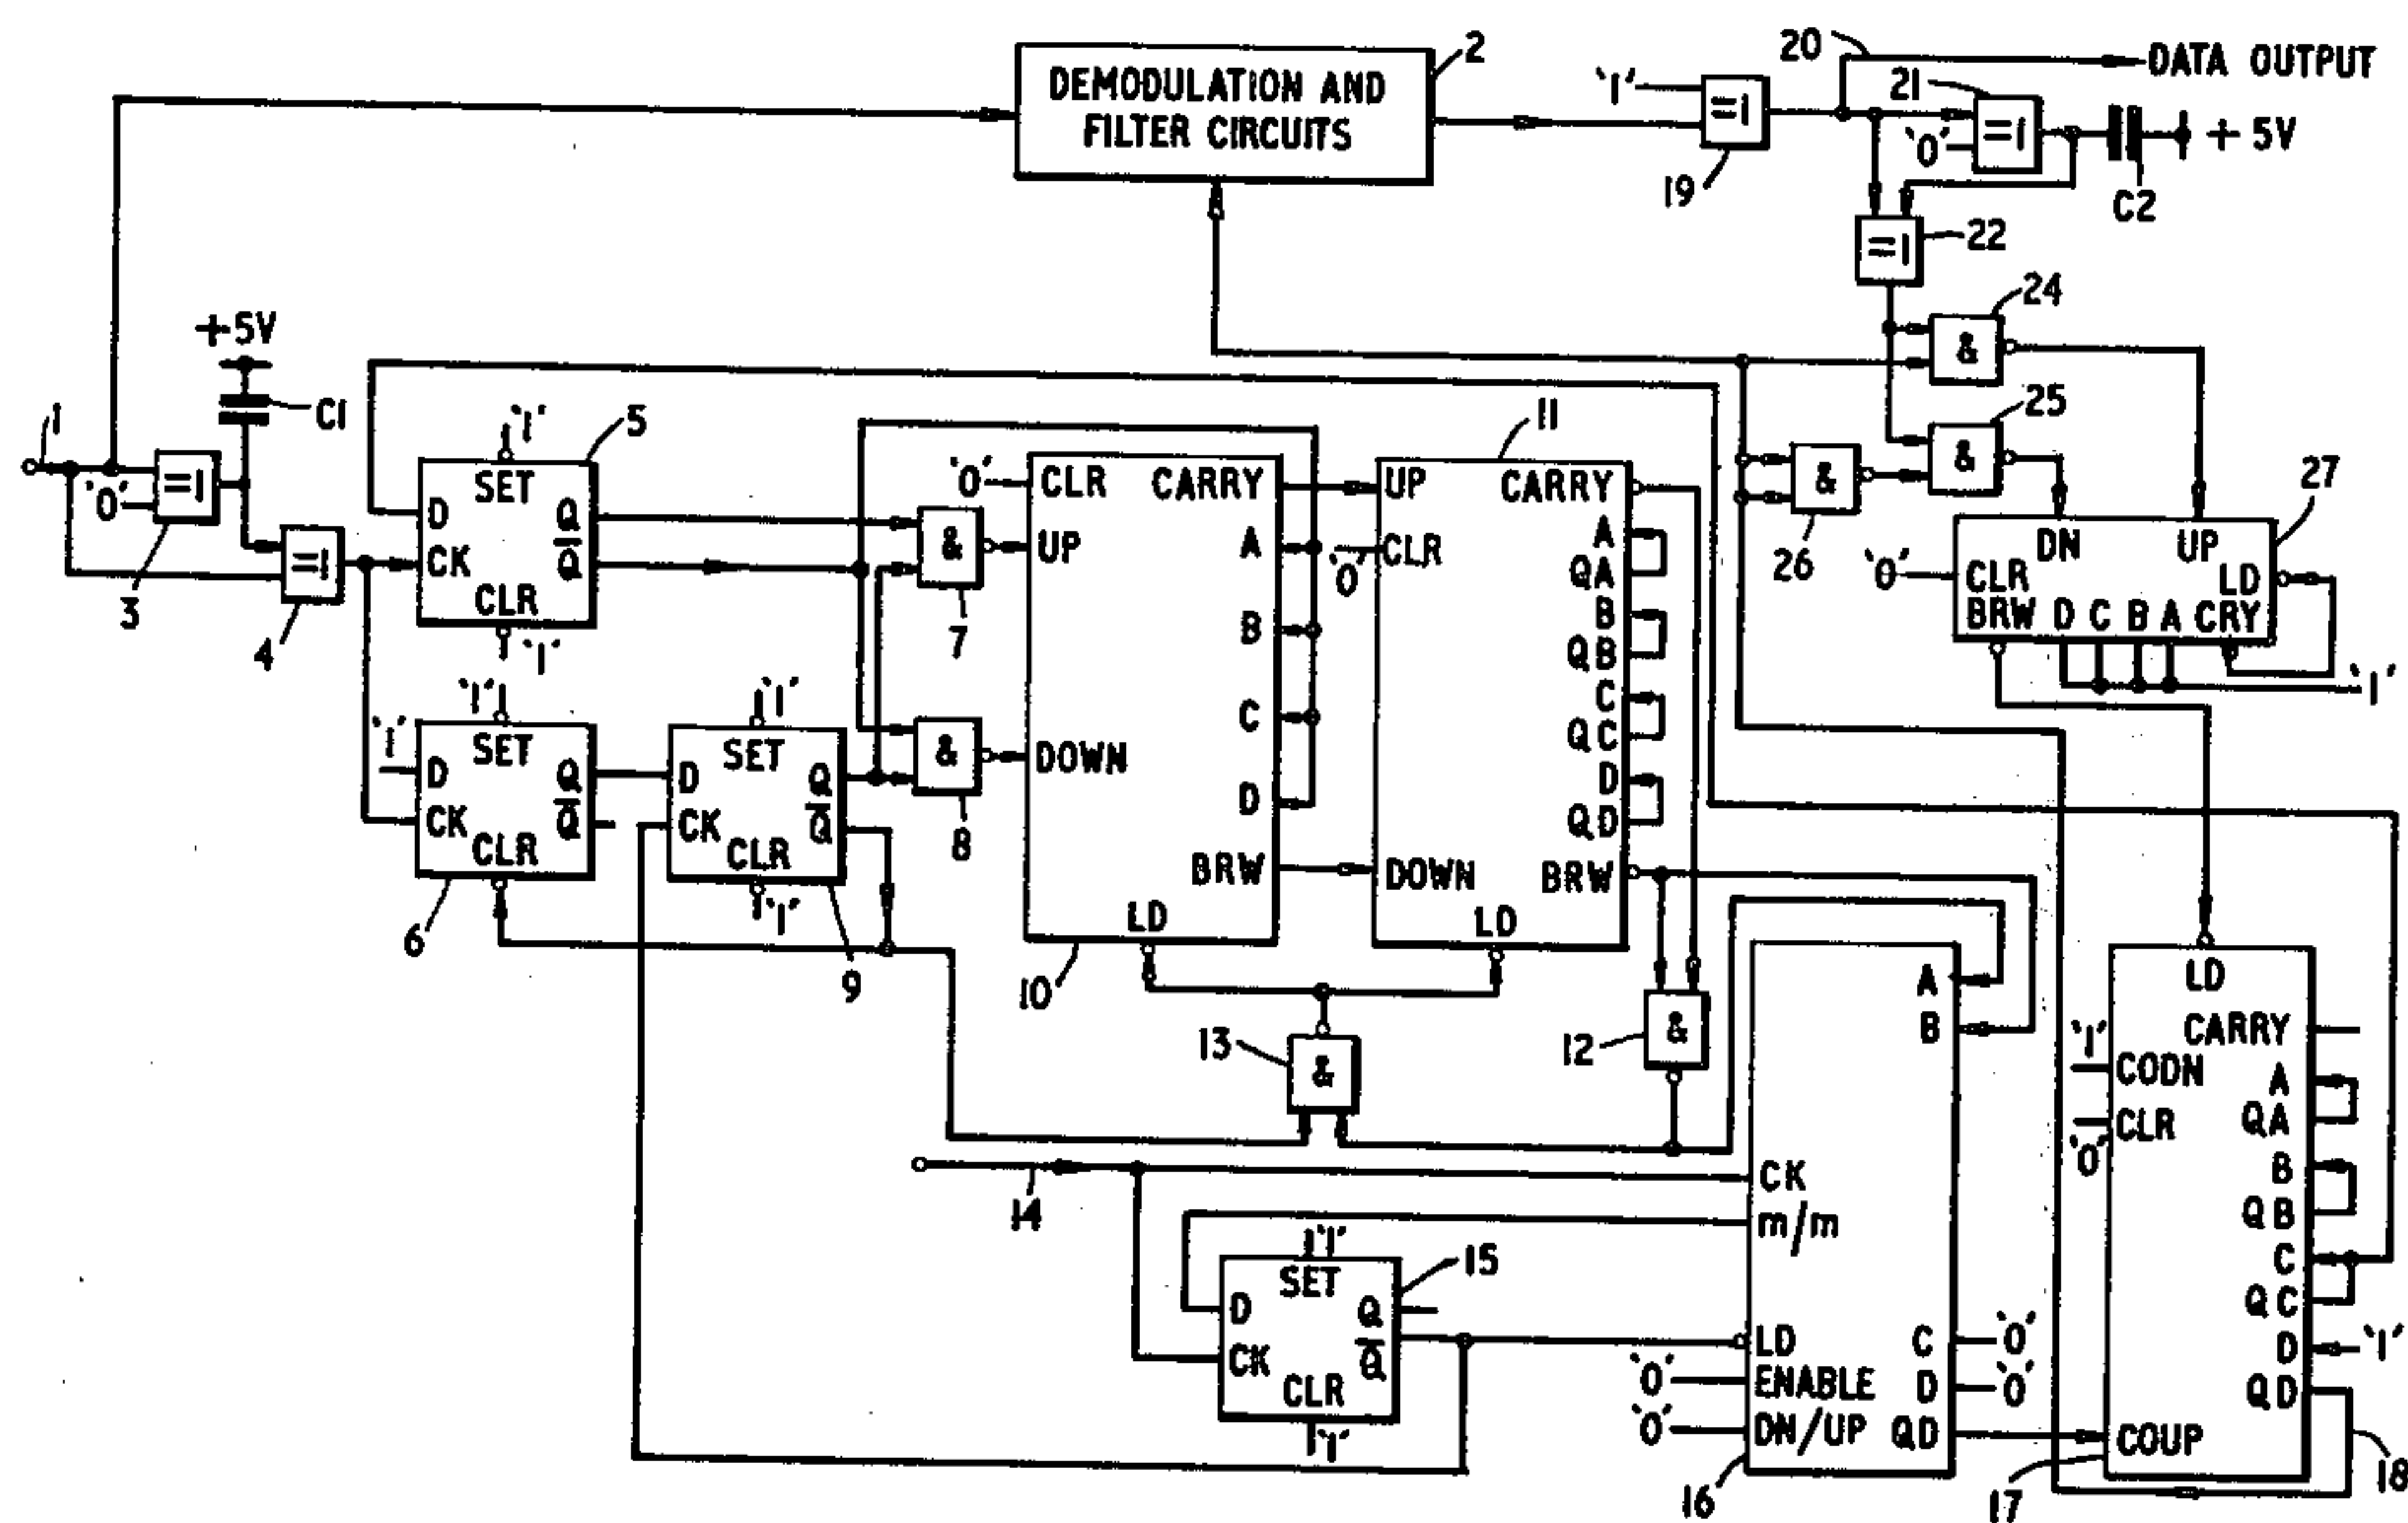 DEMODULATION AND
FILTER CIRCUITS
2
20
DATA OUTPUT
'1'
=1
19
21
'0'
=1
C2
+5V
=1
22
&
24
&
25
&
26
+5V
C1
1
'0'
=1
3
=1
4
'1'
5
SET
D
Q
CK
Q̅
CLR
'1'
&
7
'1'
'1'
SET
D
Q
CK
Q̅
CLR
6
'1'
SET
D
Q
CK
Q̅
CLR
'1'
9
&
8
'0'
CLR
CARRY
UP
A
B
C
DOWN
D
BRW
LD
10
11
UP
CARRY
CLR
'0'
A
QA
B
QB
C
QC
D
QD
DOWN
BRW
LD
27
DN
UP
'0'
CLR
LD
BRW
D
C
B
A
CRY
'1'
&
13
&
12
14
A
B
CK
m/m
LD
C
'0'
'0'
ENABLE
D
'0'
'0'
DN/UP
QD
16
'1'
SET
15
D
Q
CK
Q̅
CLR
'1'
LD
CARRY
'1'
CODN
A
CLR
QA
'0'
B
QB
C
QC
D
'1'
QD
COUP
17
18